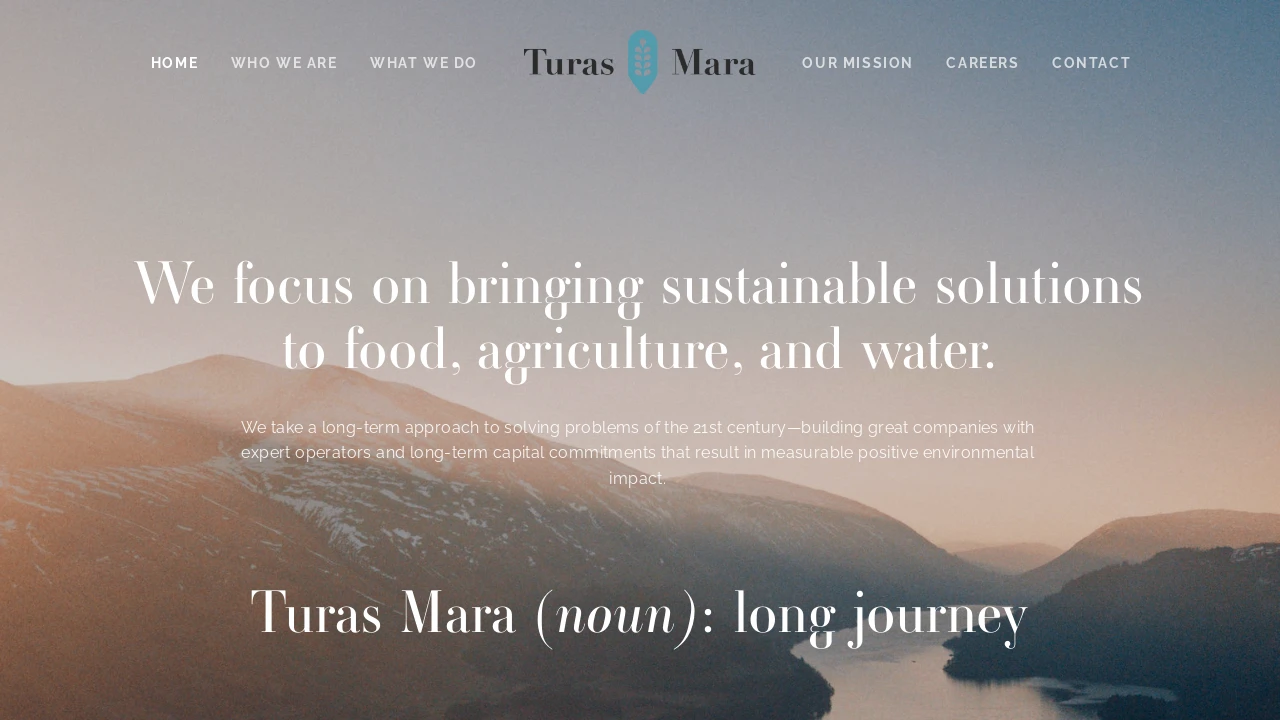 HOME
WHO WE ARE
WHAT WE DO
Turas Mara
OUR MISSION
CAREERS
CONTACT
We focus on bringing sustainable solutions
to food, agriculture, and water.
We take a long-term approach to solving problems of the 21st century—building great companies with
expert operators and long-term capital commitments that result in measurable positive environmental
impact.
Turas Mara (noun): long journey